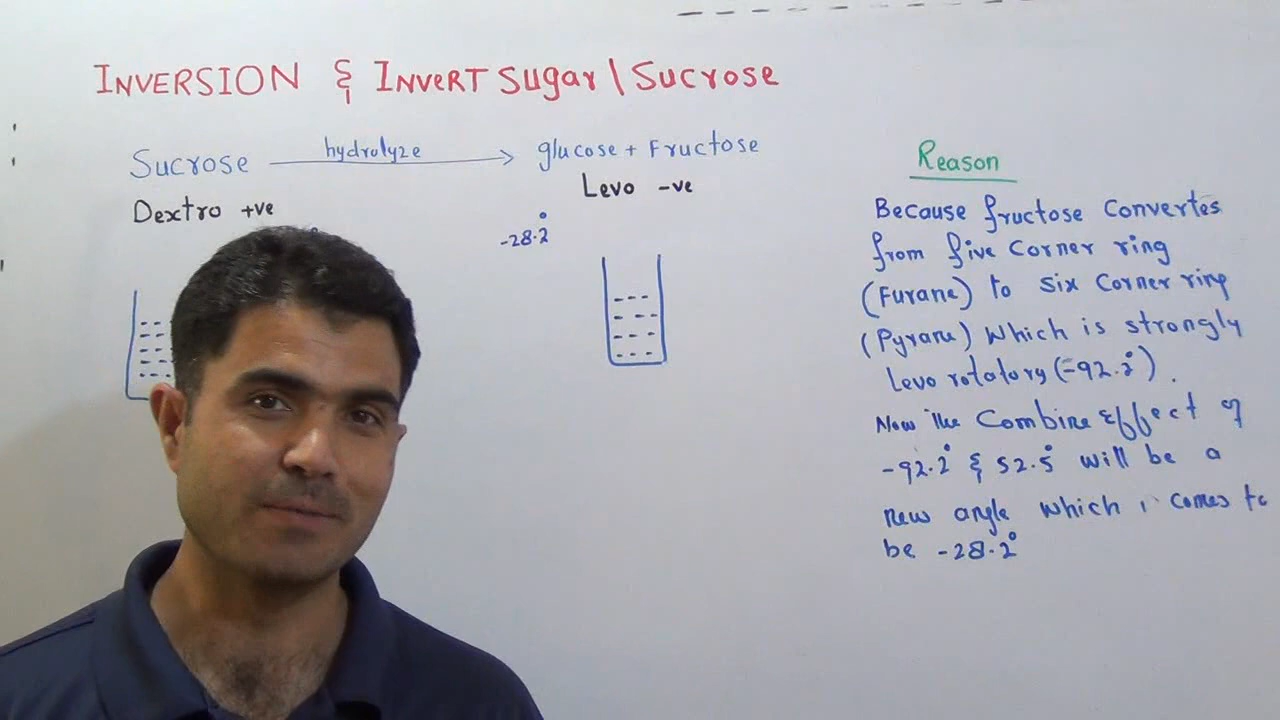 INVERSION & INVERT Sugar\Sucrose
Sucrose hydrolyze glucose + Fructose
Dextro +ve
Levo -ve
-28.2°
Reason
Because fructose Convertes
from five Corner ring
(Furane) to six Corner ring
(Pyrane) Which is strongly
Levo rotatory (-92.2°).
Now the Combine Effect of
-92.2° & 52.5° will be a
new angle which comes to
be -28.2°